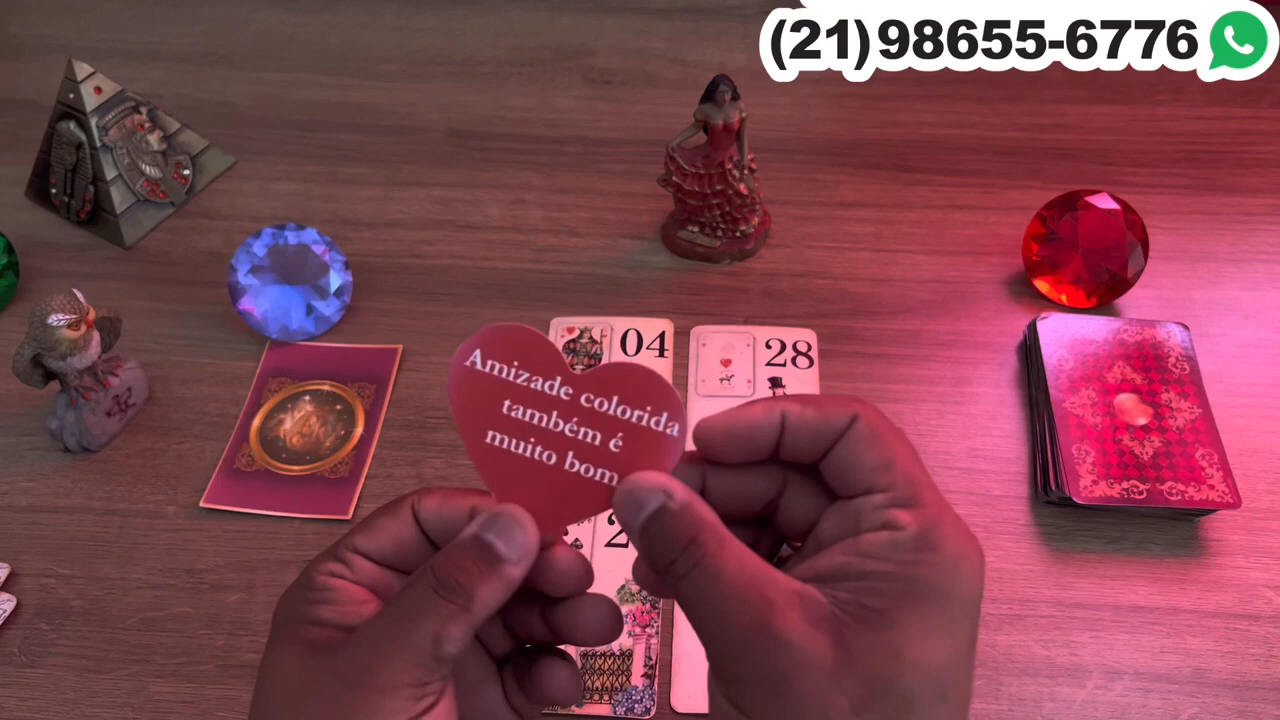 (21)98655-6776
04
28
Amizade colorida
também é
muito bom